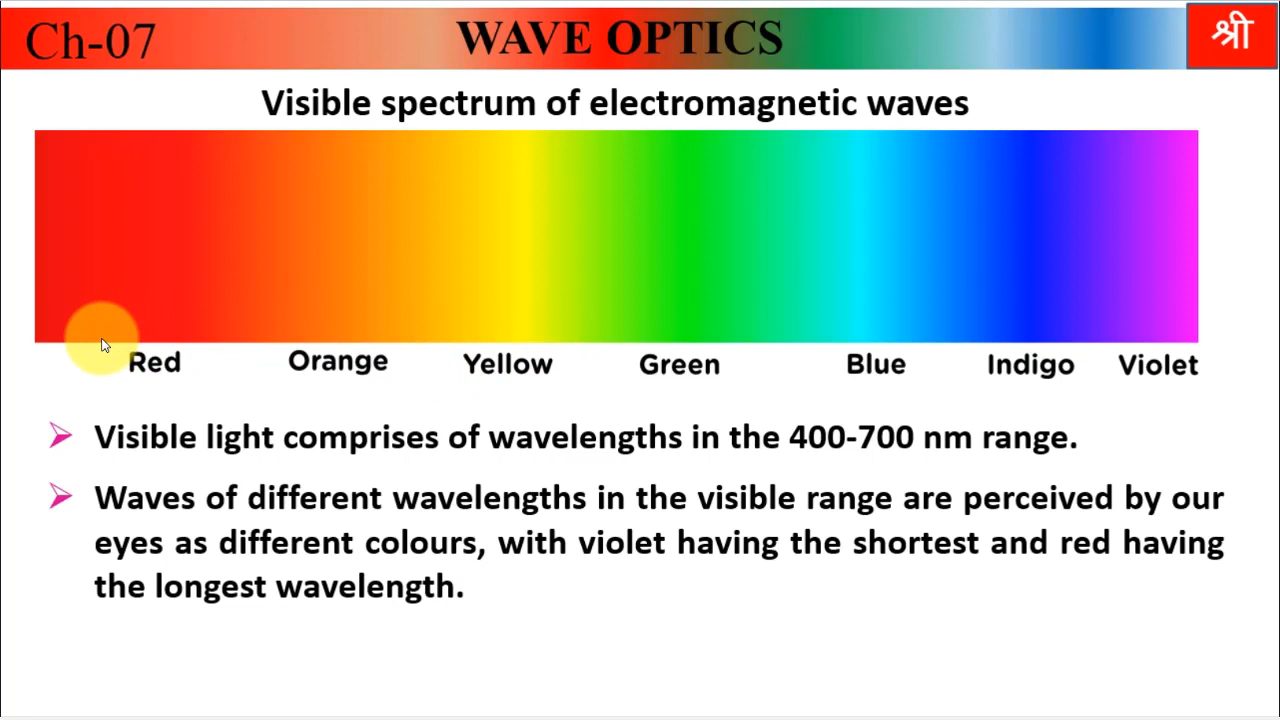 Ch-07
WAVE OPTICS
श्री
Visible spectrum of electromagnetic waves
Red Orange Yellow Green Blue Indigo Violet
Visible light comprises of wavelengths in the 400-700 nm range.
Waves of different wavelengths in the visible range are perceived by our
eyes as different colours, with violet having the shortest and red having
the longest wavelength.